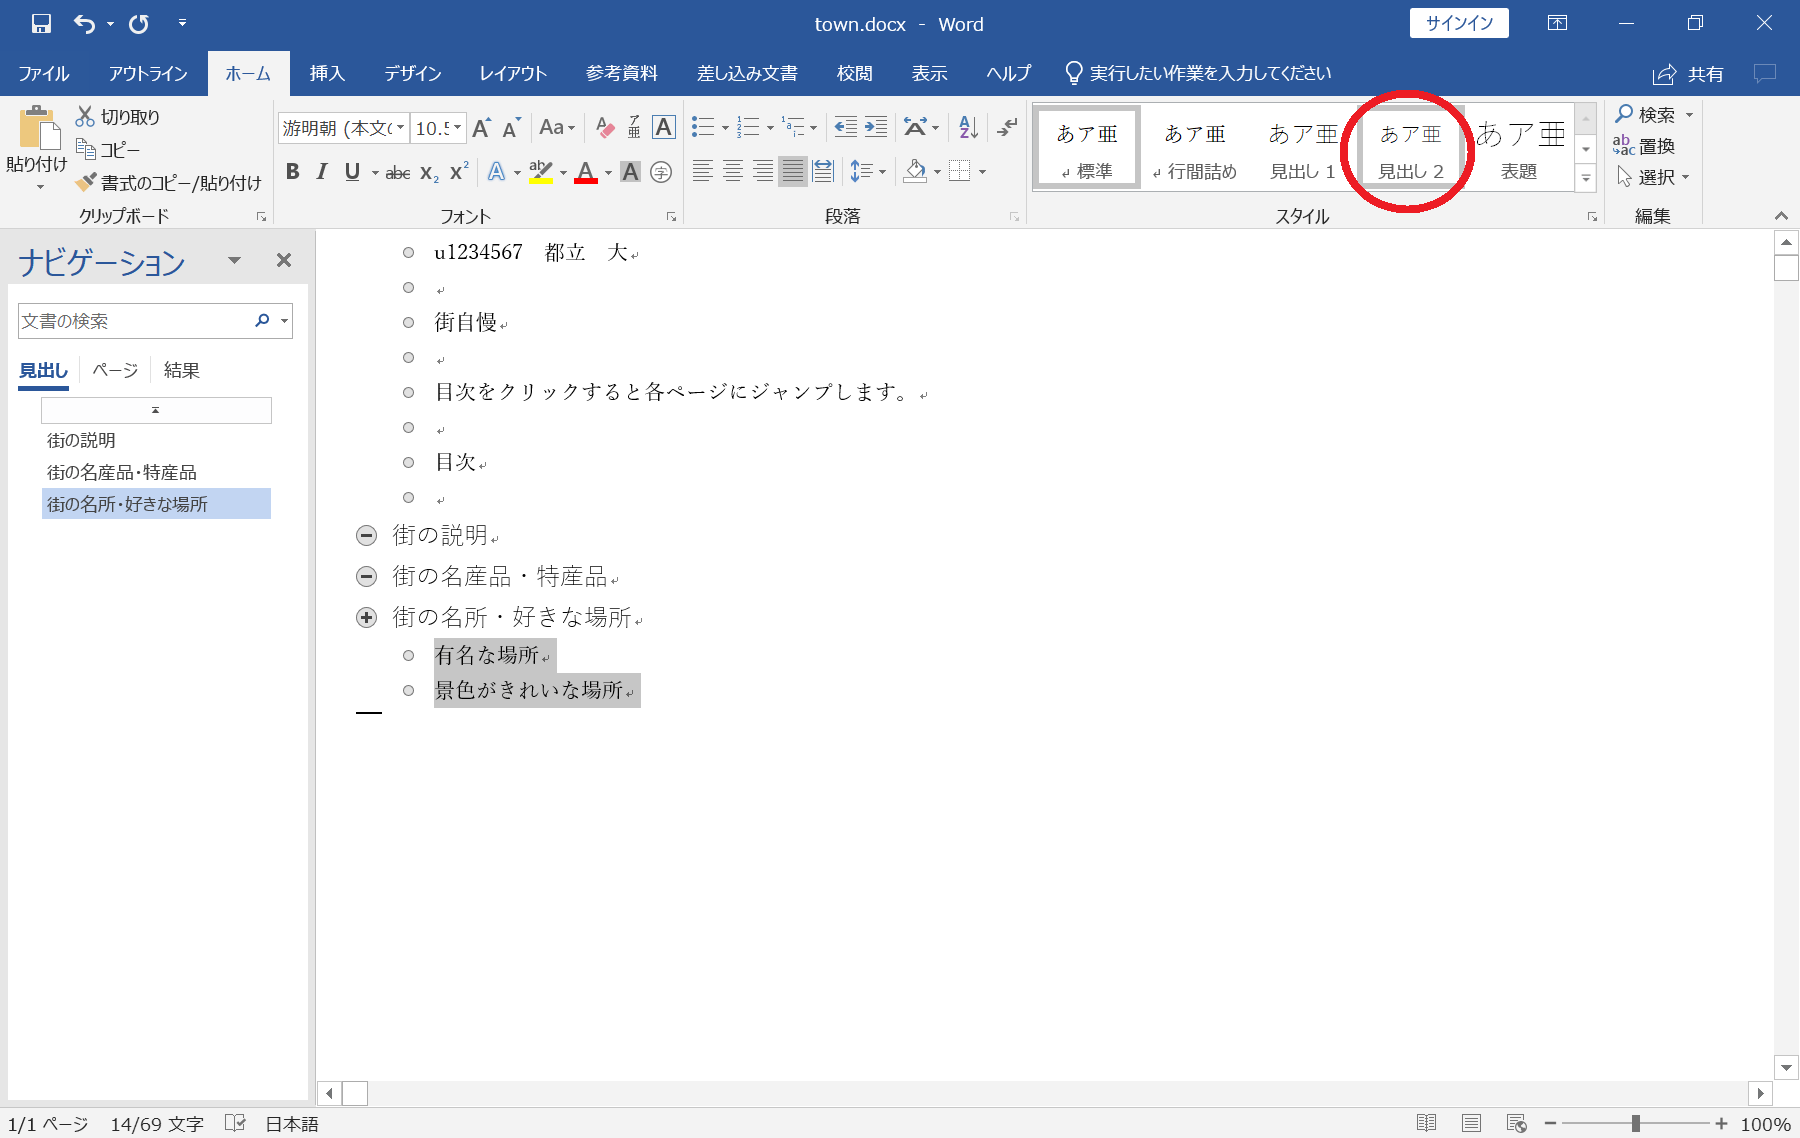 town.docx - Word
サインイン
ファイル アウトライン ホーム 挿入 デザイン レイアウト 参考資料 差し込み文書 校閲 表示 ヘルプ 実行したい作業を入力してください 共有
貼り付け
切り取り
コピー
書式のコピー/貼り付け
クリップボード
游明朝 (本文 10.5 A A Aa ア亜 A
B I U abc X₂ X² A ab A A 字
フォント
段落
あア亜 あア亜 あア亜 あア亜 あア亜
標準 行間詰め 見出し 1 見出し 2 表題
スタイル
検索
置換
選択
編集
ナビゲーション
文書の検索
見出し ページ 結果
街の説明
街の名産品・特産品
街の名所・好きな場所
u1234567 都立 大
街自慢
目次をクリックすると各ページにジャンプします。
目次
街の説明
街の名産品・特産品
街の名所・好きな場所
有名な場所
景色がきれいな場所
1/1 ページ 14/69 文字 日本語 100%